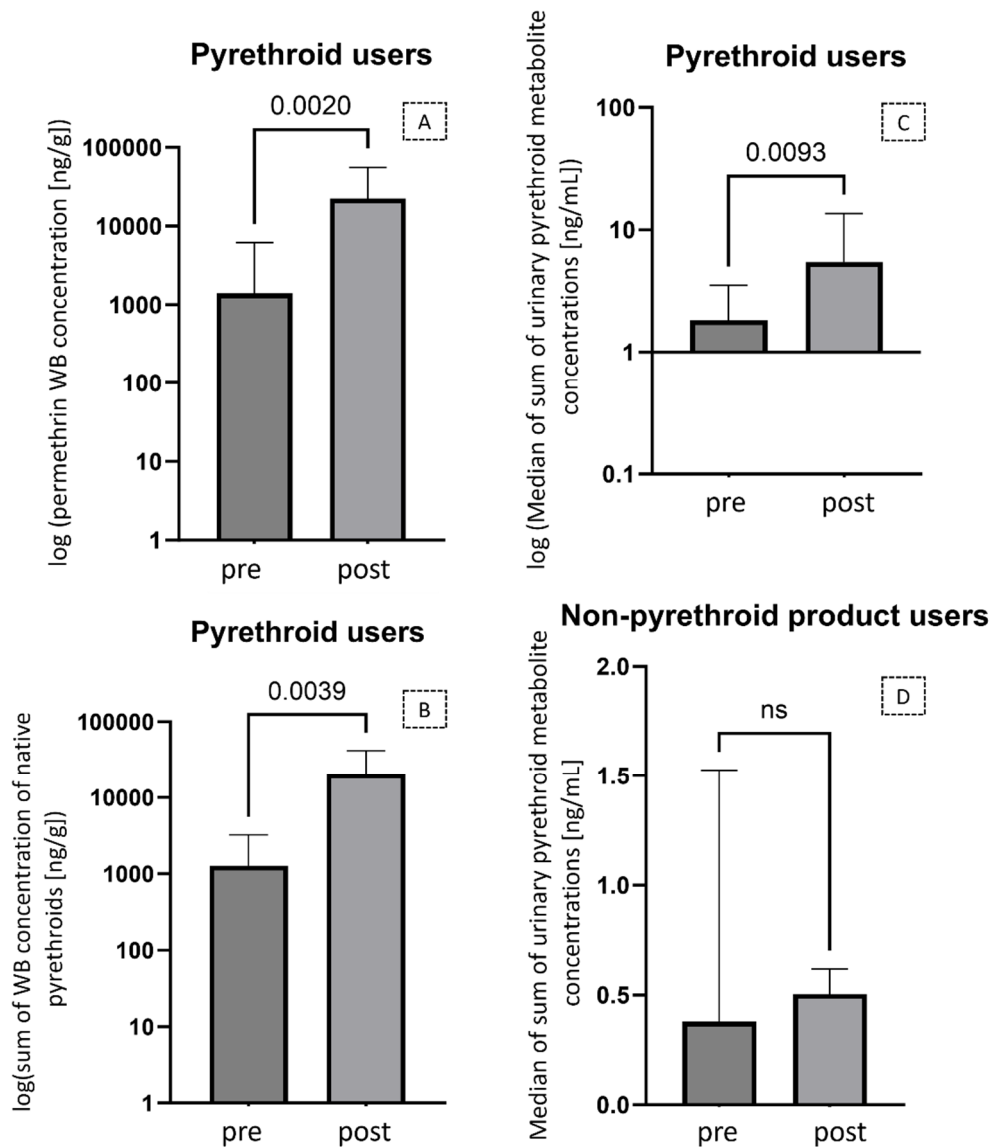 Pyrethroid users
0.0020
A
log (permethrin WB concentration [ng/g])
100000
10000
1000
100
10
1
pre
post
Pyrethroid users
0.0093
C
log (Median of sum of urinary pyrethroid metabolite
concentrations [ng/mL])
100
10
1
0.1
pre
post
Pyrethroid users
0.0039
B
log(sum of WB concentration of native
pyrethroids [ng/g])
100000
10000
1000
100
10
1
pre
post
Non-pyrethroid product users
ns
D
Median of sum of urinary pyrethroid metabolite
concentrations [ng/mL]
2.0
1.5
1.0
0.5
0.0
pre
post